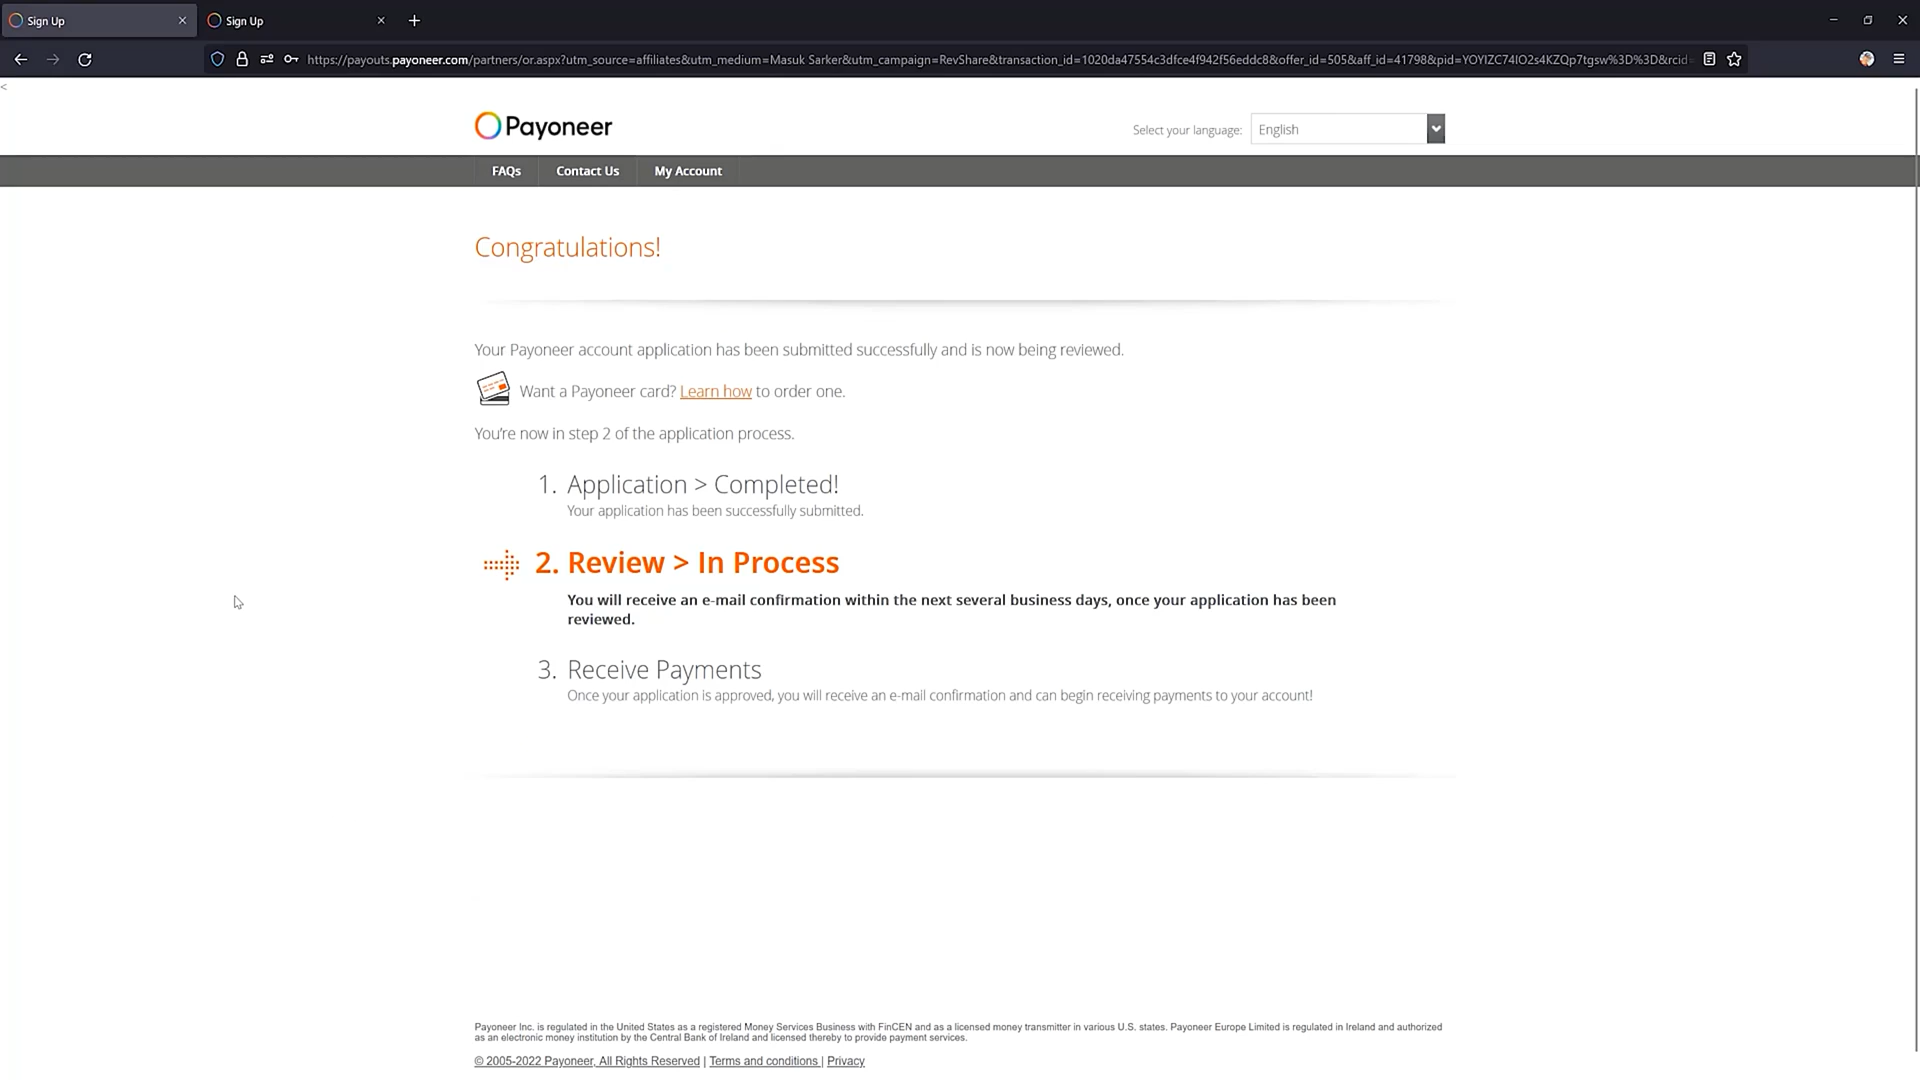 Sign Up
Sign Up
https://payouts.payoneer.com/partners/or.aspx?utm_source=affiliates&utm_medium=Masuk Sarker&utm_campaign=RevShare&transaction_id=1020da47554c3dfce4f942f56eddc8&offer_id=505&aff_id=41798&pid=YOYIZC74IO2s4KZQp7tgsw%3D%3D&rcid=
<
Payoneer
Select your language: English
FAQs Contact Us My Account
Congratulations!
Your Payoneer account application has been submitted successfully and is now being reviewed.
Want a Payoneer card? Learn how to order one.
You're now in step 2 of the application process.
1. Application > Completed!
Your application has been successfully submitted.
2. Review > In Process
You will receive an e-mail confirmation within the next several business days, once your application has been
reviewed.
3. Receive Payments
Once your application is approved, you will receive an e-mail confirmation and can begin receiving payments to your account!
Payoneer Inc. is regulated in the United States as a registered Money Services Business with FinCEN and as a licensed money transmitter in various U.S. states. Payoneer Europe Limited is regulated in Ireland and authorized
as an electronic money institution by the Central Bank of Ireland and licensed thereby to provide payment services.
© 2005-2022 Payoneer, All Rights Reserved | Terms and conditions | Privacy